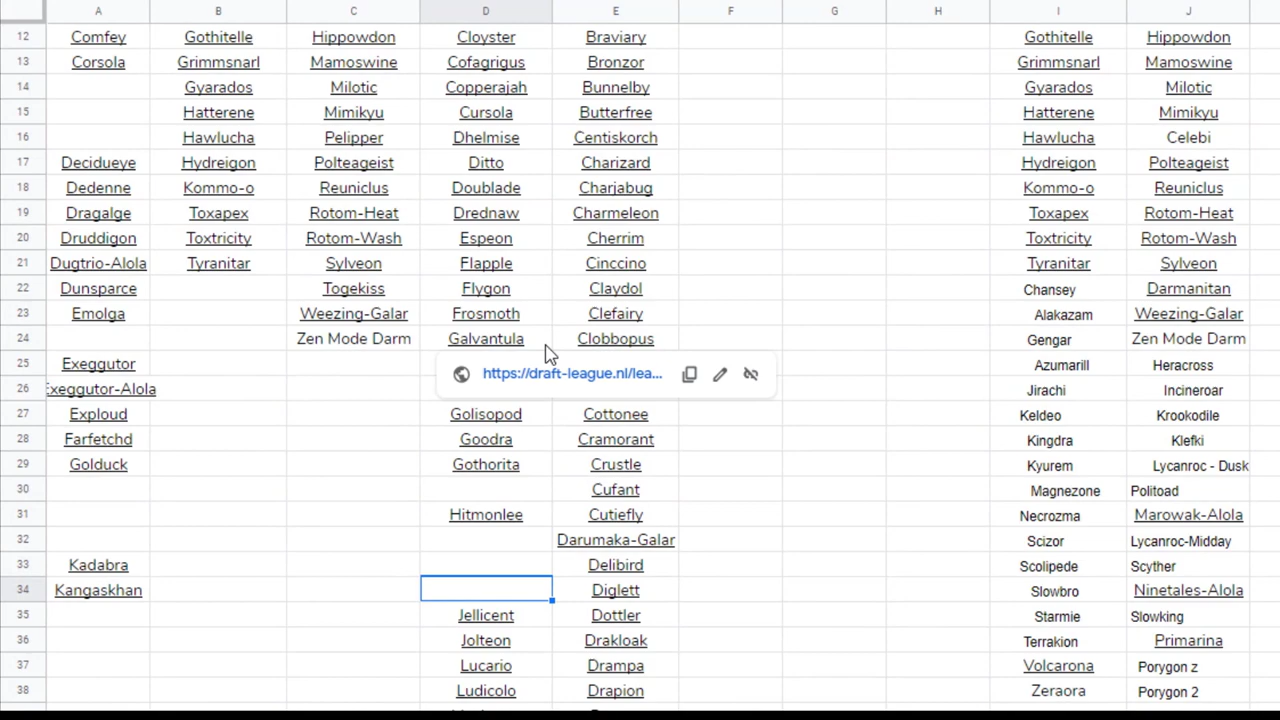 A B C D E F G H I J
12 Comfey Gothitelle Hippowdon Cloyster Braviary Gothitelle Hippowdon
13 Corsola Grimmsnarl Mamoswine Cofagrigus Bronzor Grimmsnarl Mamoswine
14 Gyarados Milotic Copperajah Bunnelby Gyarados Milotic
15 Hatterene Mimikyu Cursola Butterfree Hatterene Mimikyu
16 Hawlucha Pelipper Dhelmise Centiskorch Hawlucha Celebi
17 Decidueye Hydreigon Polteageist Ditto Charizard Hydreigon Polteageist
18 Dedenne Kommo-o Reuniclus Doublade Charjabug Kommo-o Reuniclus
19 Dragalge Toxapex Rotom-Heat Drednaw Charmeleon Toxapex Rotom-Heat
20 Druddigon Toxtricity Rotom-Wash Espeon Cherrim Toxtricity Rotom-Wash
21 Dugtrio-Alola Tyranitar Sylveon Flapple Cinccino Tyranitar Sylveon
22 Dunsparce Togekiss Flygon Claydol Chansey Darmanitan
23 Emolga Weezing-Galar Frosmoth Clefairy Alakazam Weezing-Galar
24 Zen Mode Darm Galvantula Clobbopus Gengar Zen Mode Darm
25 Exeggutor https://draft-league.nl/lea... Azumarill Heracross
26 Exeggutor-Alola Jirachi Incineroar
27 Exploud Golisopod Cottonee Keldeo Krookodile
28 Farfetchd Goodra Cramorant Kingdra Klefki
29 Golduck Gothorita Crustle Kyurem Lycanroc - Dusk
30 Cufant Magnezone Politoad
31 Hitmonlee Cutiefly Necrozma Marowak-Alola
32 Darumaka-Galar Scizor Lycanroc-Midday
33 Kadabra Delibird Scolipede Scyther
34 Kangaskhan Diglett Slowbro Ninetales-Alola
35 Jellicent Dottler Starmie Slowking
36 Jolteon Drakloak Terrakion Primarina
37 Lucario Drampa Volcarona Porygon z
38 Ludicolo Drapion Zeraora Porygon 2